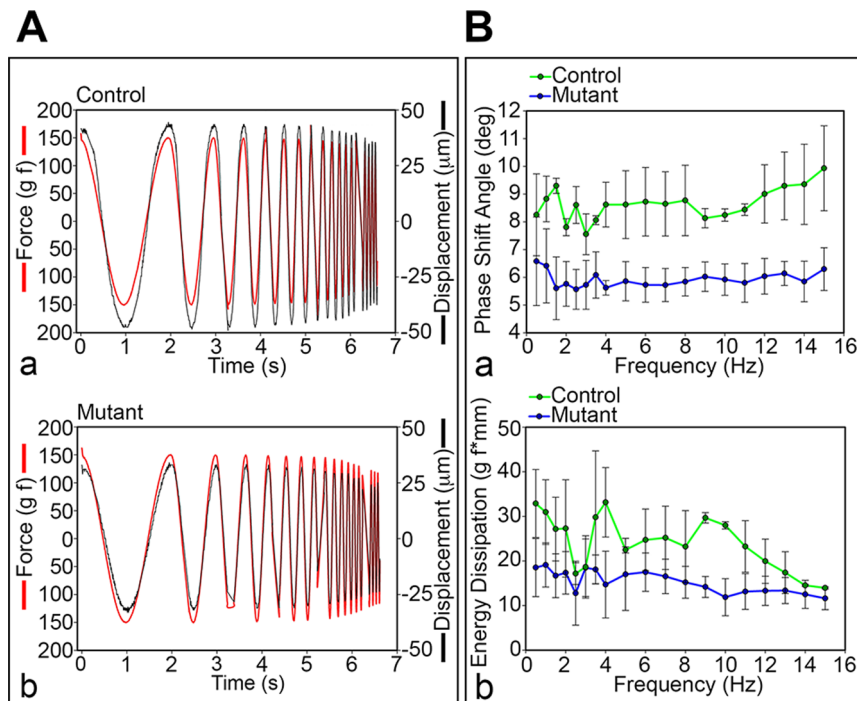 A
Control
200
150
100
50
0
50
100
150
200
Force (g f)
50
25
0
-25
-50
Displacement (µm)
0 1 2 3 4 5 6 7
Time (s)
a
Mutant
200
150
100
50
0
50
100
150
200
Force (g f)
50
25
0
-25
-50
Displacement (µm)
0 1 2 3 4 5 6 7
Time (s)
b
B
Control
Mutant
12
11
10
9
8
7
6
5
4
Phase Shift Angle (deg)
0 2 4 6 8 10 12 14 16
Frequency (Hz)
a
Control
Mutant
50
40
30
20
10
0
Energy Dissipation (g f*mm)
0 2 4 6 8 10 12 14 16
Frequency (Hz)
b